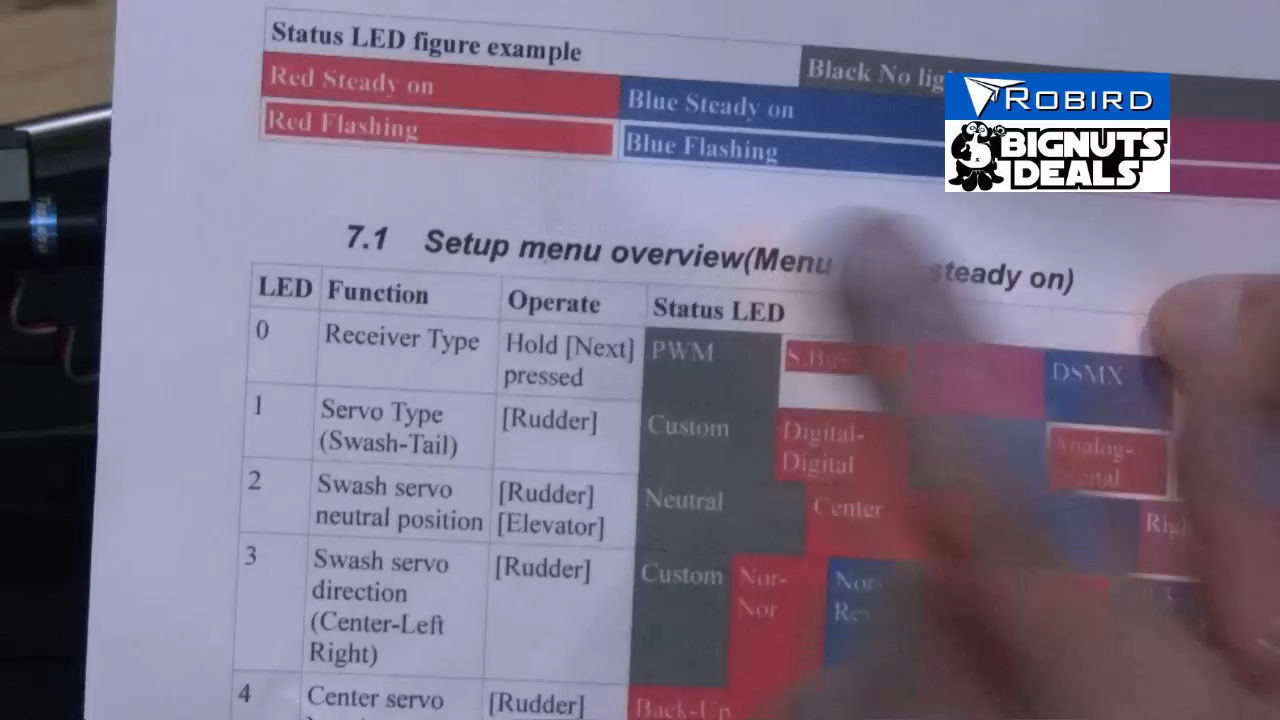 Status LED figure example
Black No
Red Steady on
Blue Steady on
Red Flashing
Blue Flashing
ROBIRD
BIGNUTS
DEALS
7.1 Setup menu overview(Menu steady on)
LED Function Operate Status LED
0 Receiver Type Hold [Next] pressed PWM DSMX
1 Servo Type [Rudder] Custom Digital-
(Swash-Tail) Digital
2 Swash servo [Rudder] Neutral Center
neutral position [Elevator]
3 Swash servo [Rudder] Custom Nor-
direction Nor
(Center-Left
Right)
4 Center servo [Rudder] Back-Up